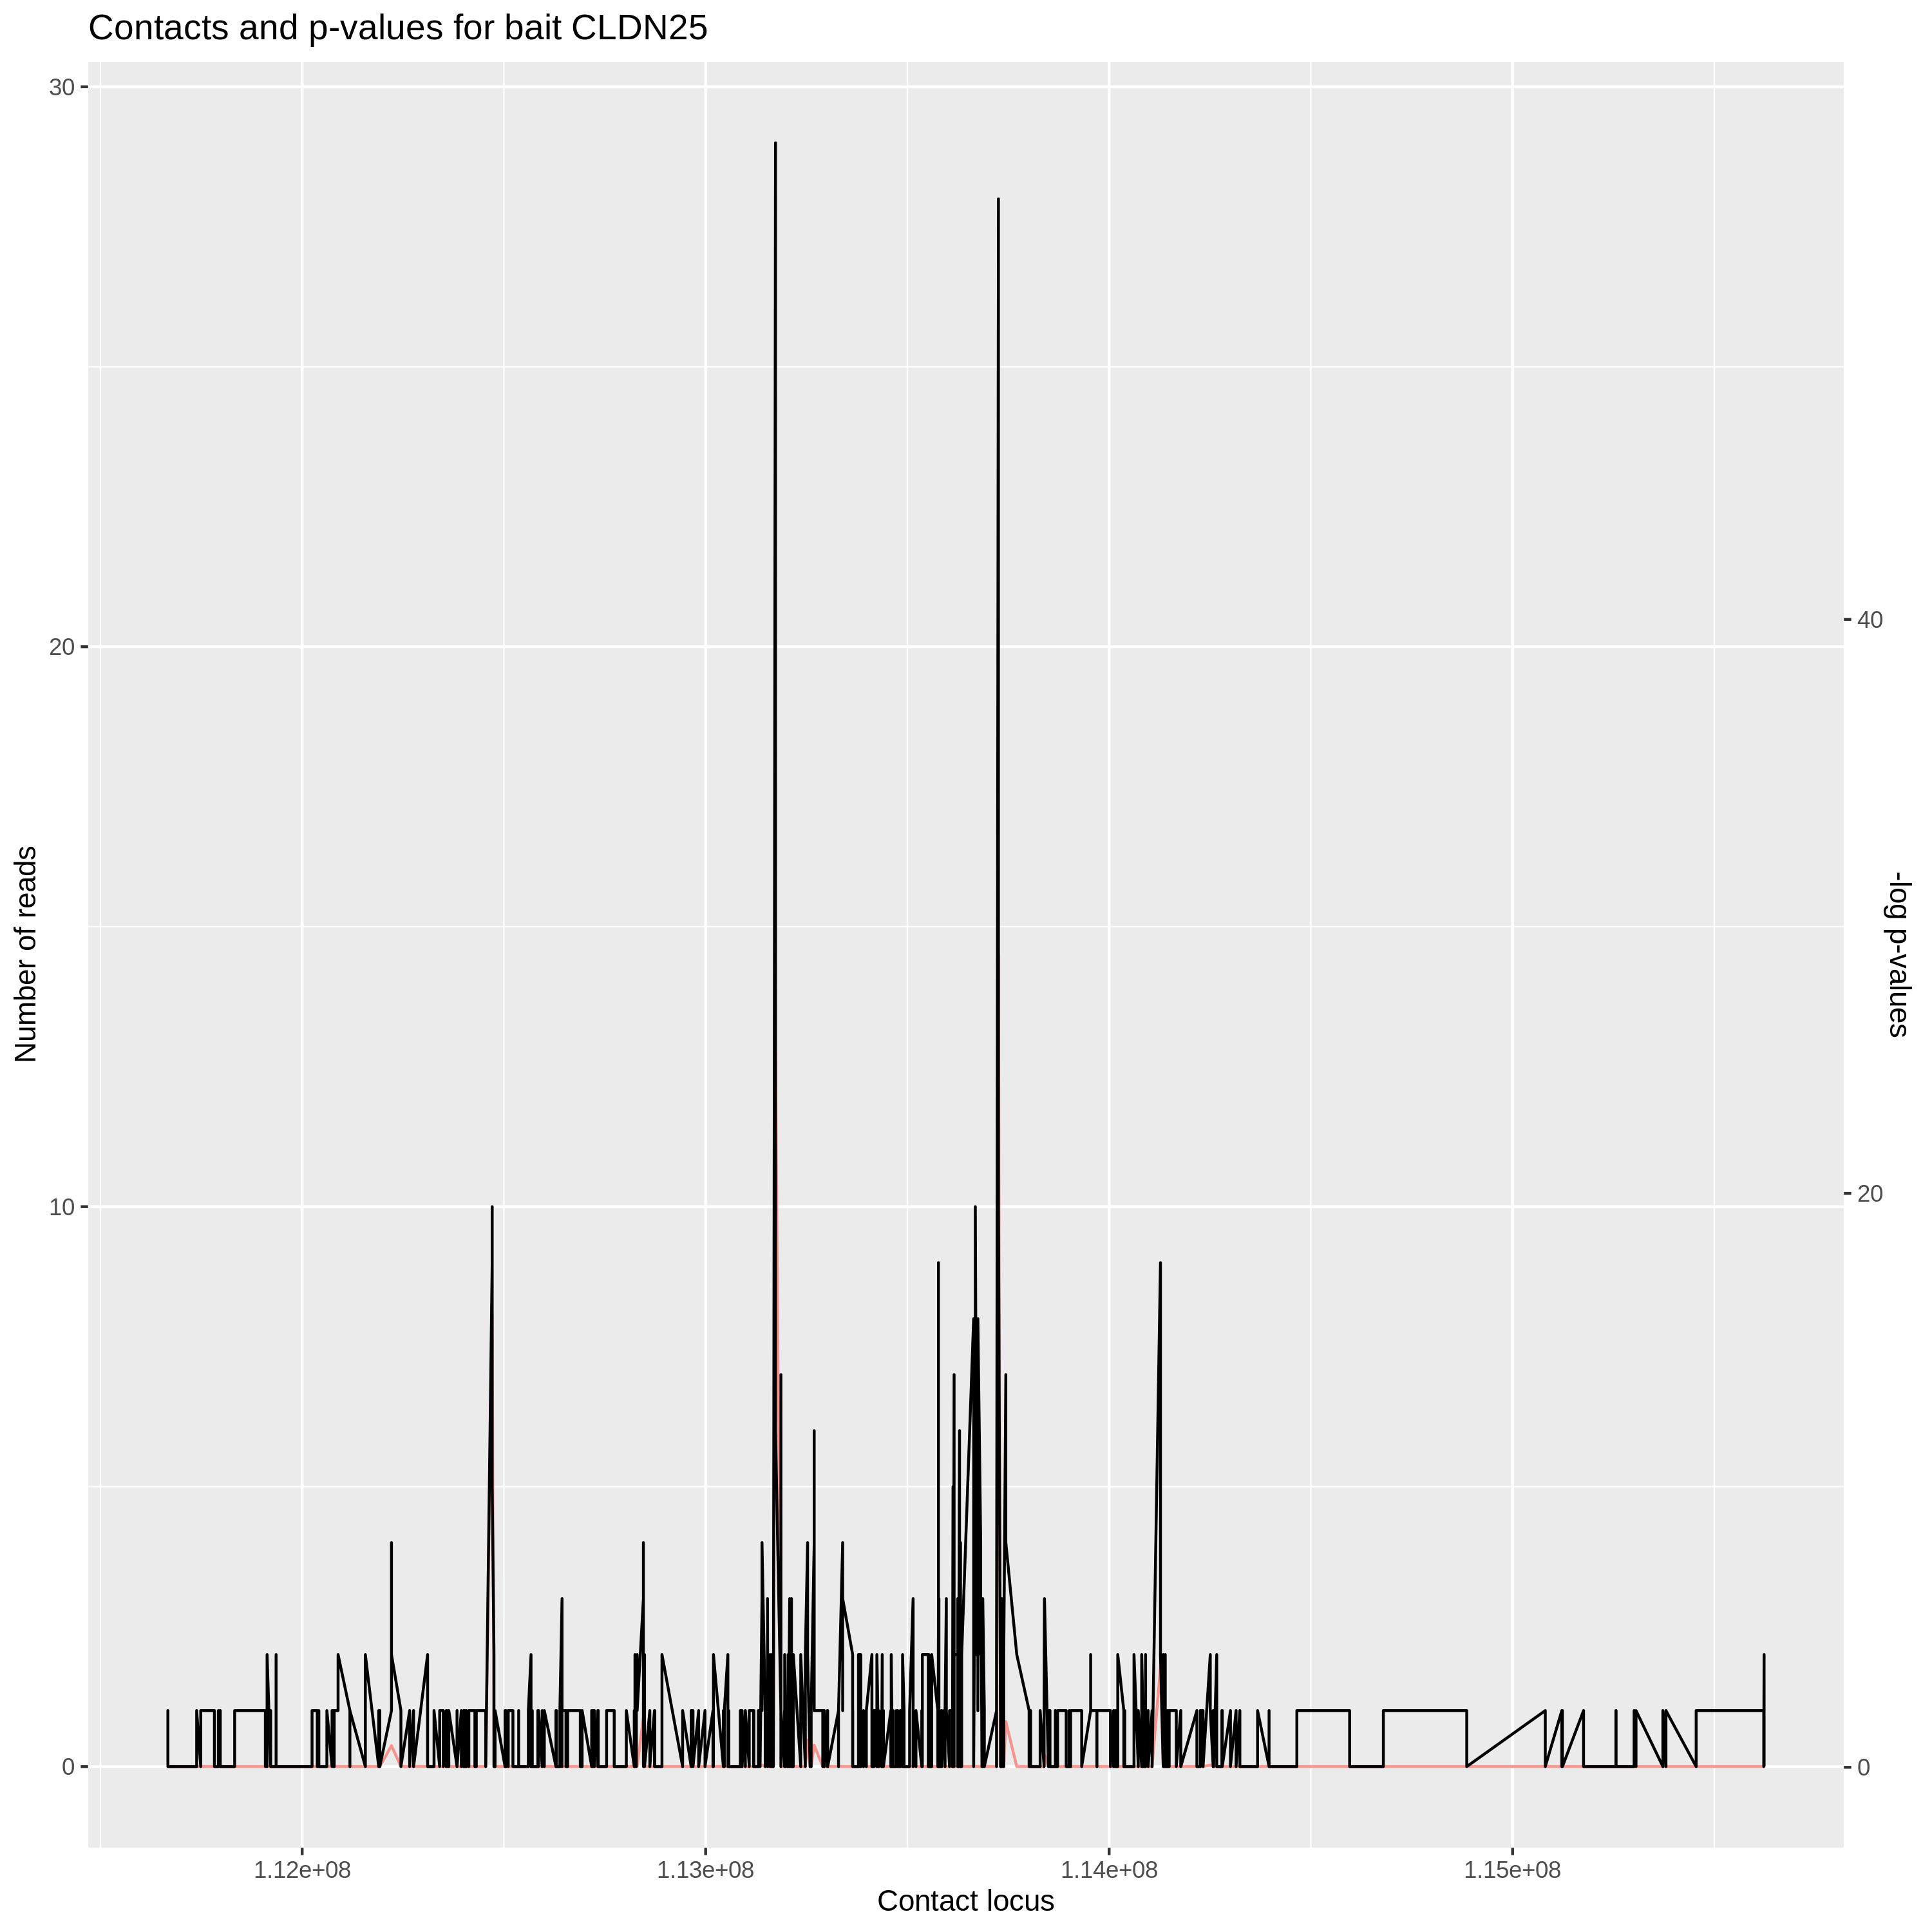 Contacts and p-values for bait CLDN25
30
20
10
0
Number of reads
40
20
0
-log p-values
1.12e+08 1.13e+08 1.14e+08 1.15e+08
Contact locus